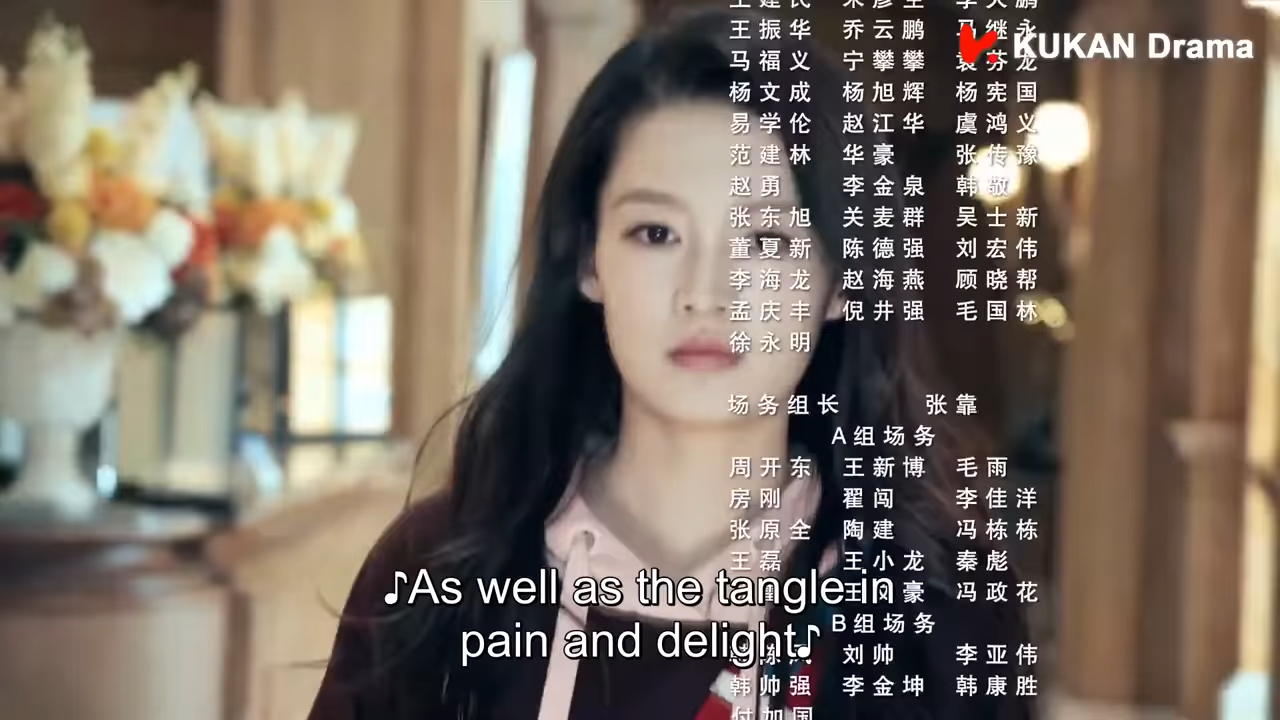 KUKAN Drama
王振华 乔云鹏 马继永
马福义 宁攀攀 袁芬龙
杨文成 杨旭辉 杨宪国
易学伦 赵江华 虞鸿义
范建林 华豪 张传豫
赵勇 李金泉 韩敬
张东旭 关麦群 吴士新
董夏新 陈德强 刘宏伟
李海龙 赵海燕 顾晓帮
孟庆丰 倪井强 毛国林
徐永明
场务组长 张靠
A组场务
周开东 王新博 毛雨
房刚 翟闯 李佳洋
张原全 陶建 冯栋栋
王磊 王小龙 秦彪
冯政花
♪As well as the tangle in
B组场务
pain and delight♪
刘帅 李亚伟
韩帅强 李金坤 韩康胜